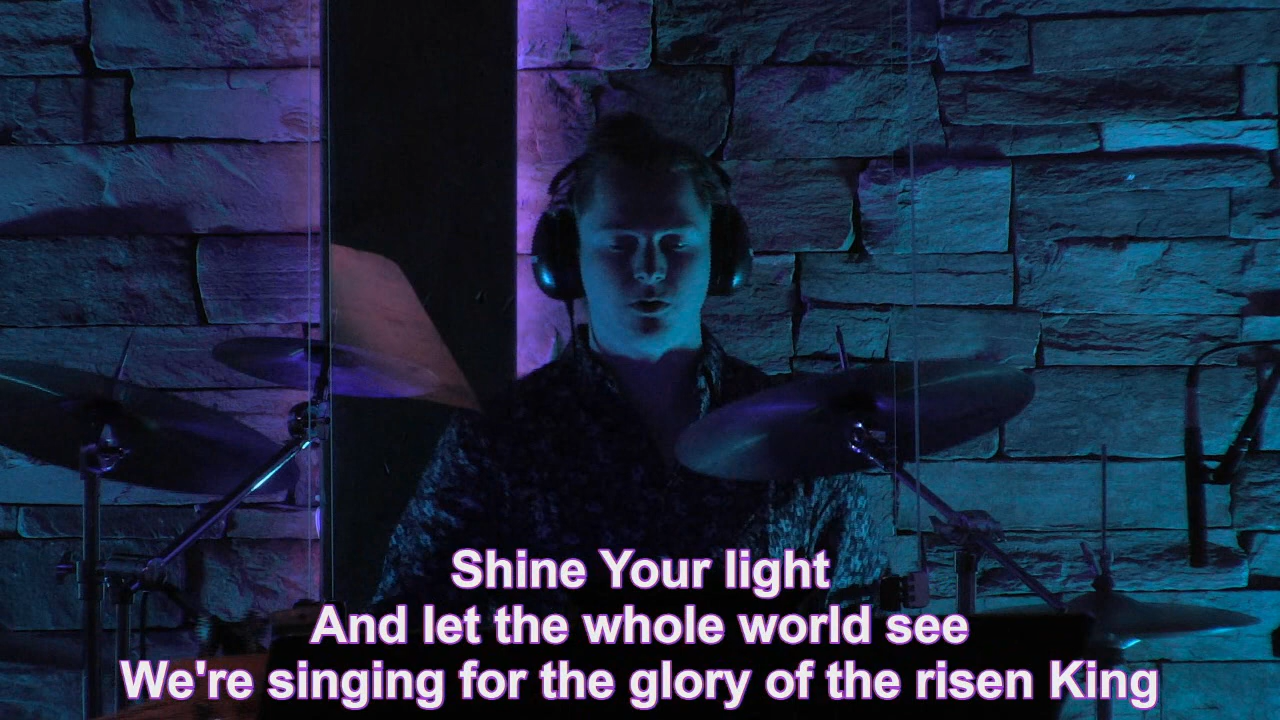 Shine Your light
And let the whole world see
We're singing for the glory of the risen King